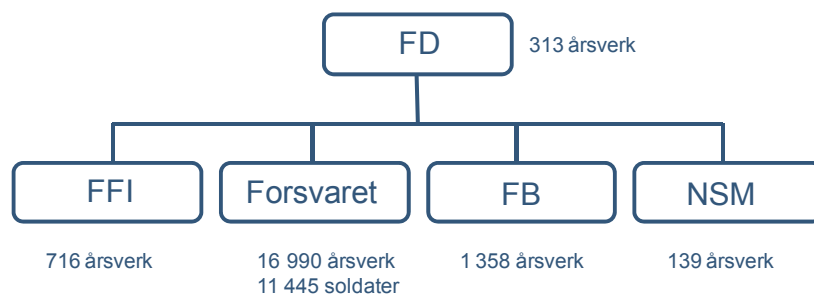 FD
313 årsverk
FFI
Forsvaret
FB
NSM
716 årsverk
16 990 årsverk
11 445 soldater
1 358 årsverk
139 årsverk